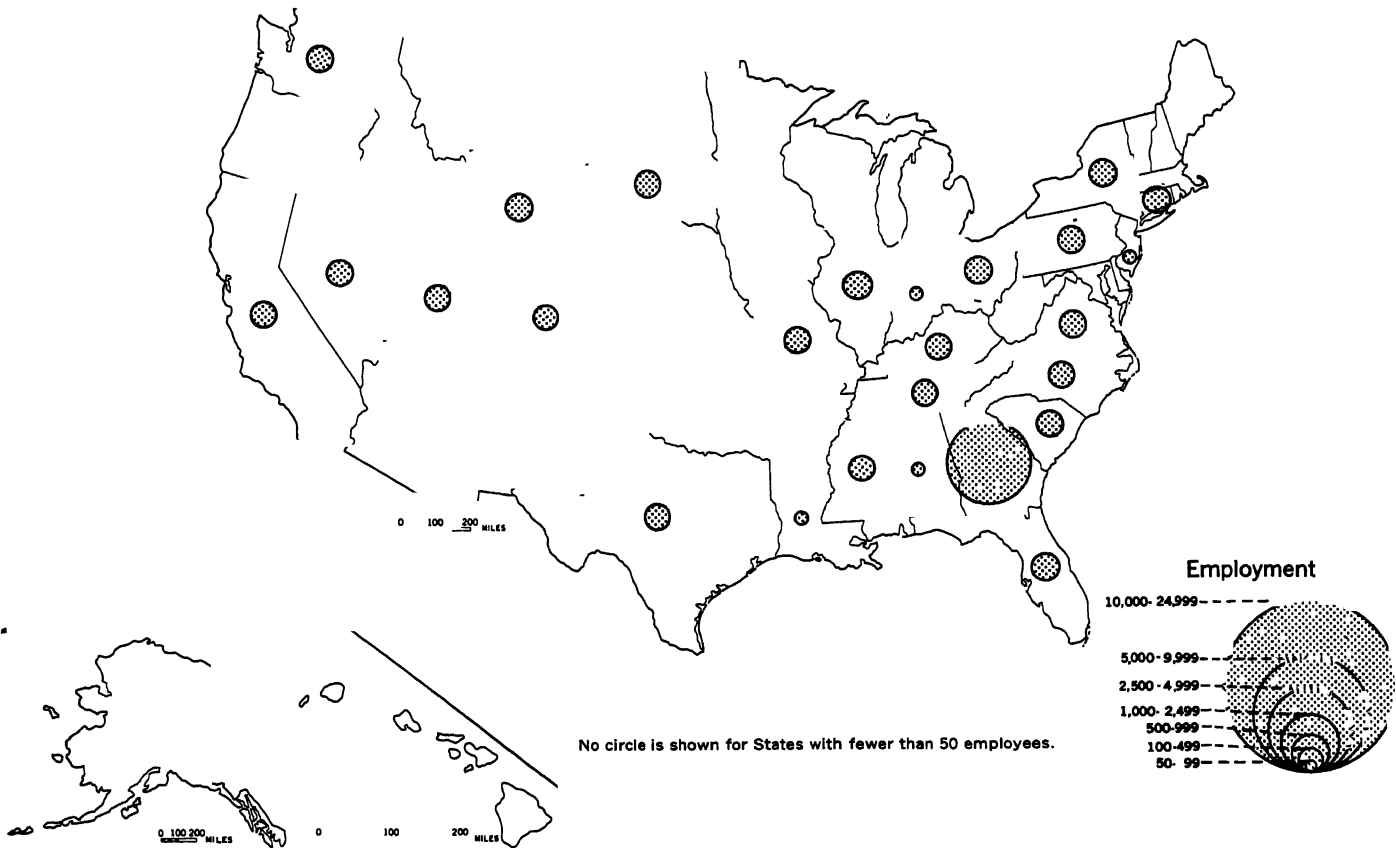 0 100 200 MILES
Employment
10,000- 24,999
5,000 - 9,999
2,500 - 4,999
1,000 - 2,499
500-999
100-499
50- 99
No circle is shown for States with fewer than 50 employees.
0 100 200 MILES
0 100 200 MILES